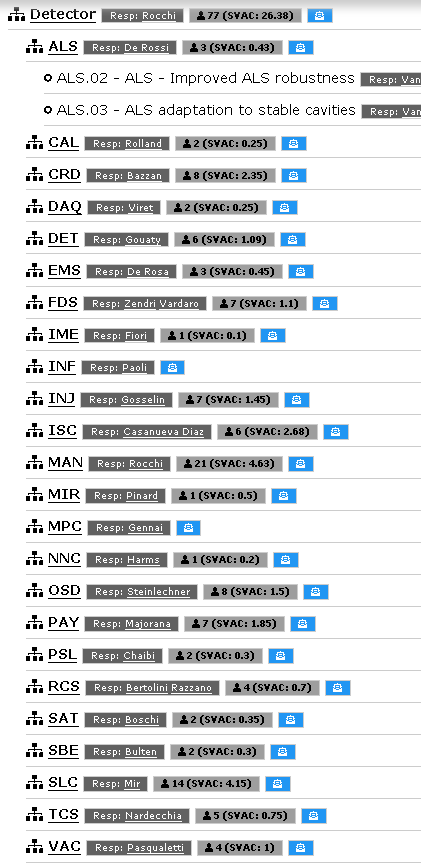 Detector Resp: Rocchi 77 (SVAC: 26.38)
ALS Resp: De Rossi 3 (SVAC: 0.43)
ALS.02 - ALS - Improved ALS robustness Resp: Van
ALS.03 - ALS adaptation to stable cavities Resp: Van
CAL Resp: Rolland 2 (SVAC: 0.25)
CRD Resp: Bazzan 8 (SVAC: 2.35)
DAQ Resp: Viret 2 (SVAC: 0.25)
DET Resp: Gouaty 6 (SVAC: 1.09)
EMS Resp: De Rosa 3 (SVAC: 0.45)
FDS Resp: Zendri Vardaro 7 (SVAC: 1.1)
IME Resp: Fiori 1 (SVAC: 0.1)
INF Resp: Paoli
INJ Resp: Gosselin 7 (SVAC: 1.45)
ISC Resp: Casanueva Diaz 6 (SVAC: 2.68)
MAN Resp: Rocchi 21 (SVAC: 4.63)
MIR Resp: Pinard 1 (SVAC: 0.5)
MPC Resp: Gennai
NNC Resp: Harms 1 (SVAC: 0.2)
OSD Resp: Steinlechner 8 (SVAC: 1.5)
PAY Resp: Majorana 7 (SVAC: 1.85)
PSL Resp: Chaibi 2 (SVAC: 0.3)
RCS Resp: Bertolini Razzano 4 (SVAC: 0.7)
SAT Resp: Boschi 2 (SVAC: 0.35)
SBE Resp: Bulten 2 (SVAC: 0.3)
SLC Resp: Mir 14 (SVAC: 4.15)
TCS Resp: Nardecchia 5 (SVAC: 0.75)
VAC Resp: Pasqualetti 4 (SVAC: 1)